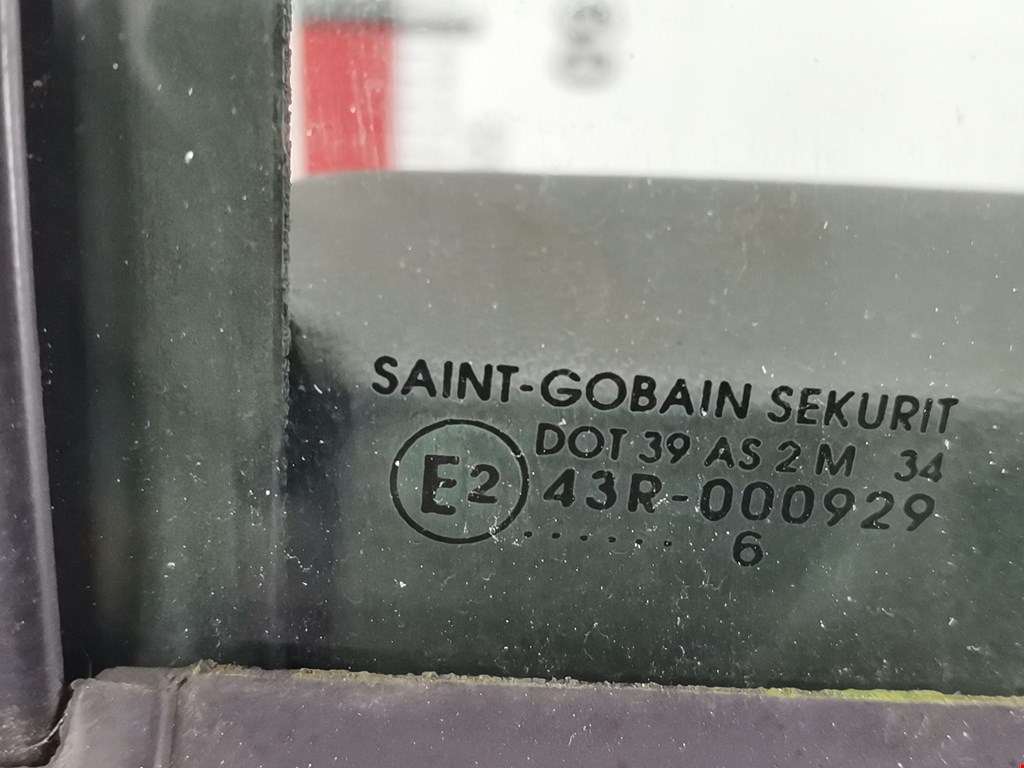 SAINT-GOBAIN SEKURIT
DOT 39 AS 2 M 34
E2 43R-000929
...... 6